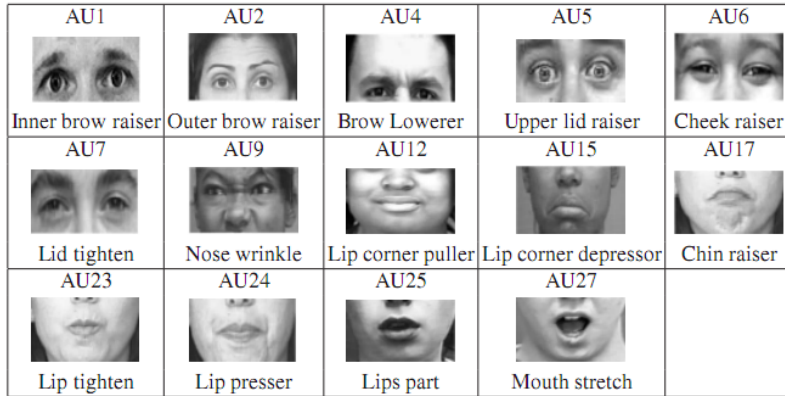 AU1 AU2 AU4 AU5 AU6
Inner brow raiser Outer brow raiser Brow Lowerer Upper lid raiser Cheek raiser
AU7 AU9 AU12 AU15 AU17
Lid tighten Nose wrinkle Lip corner puller Lip corner depressor Chin raiser
AU23 AU24 AU25 AU27
Lip tighten Lip presser Lips part Mouth stretch